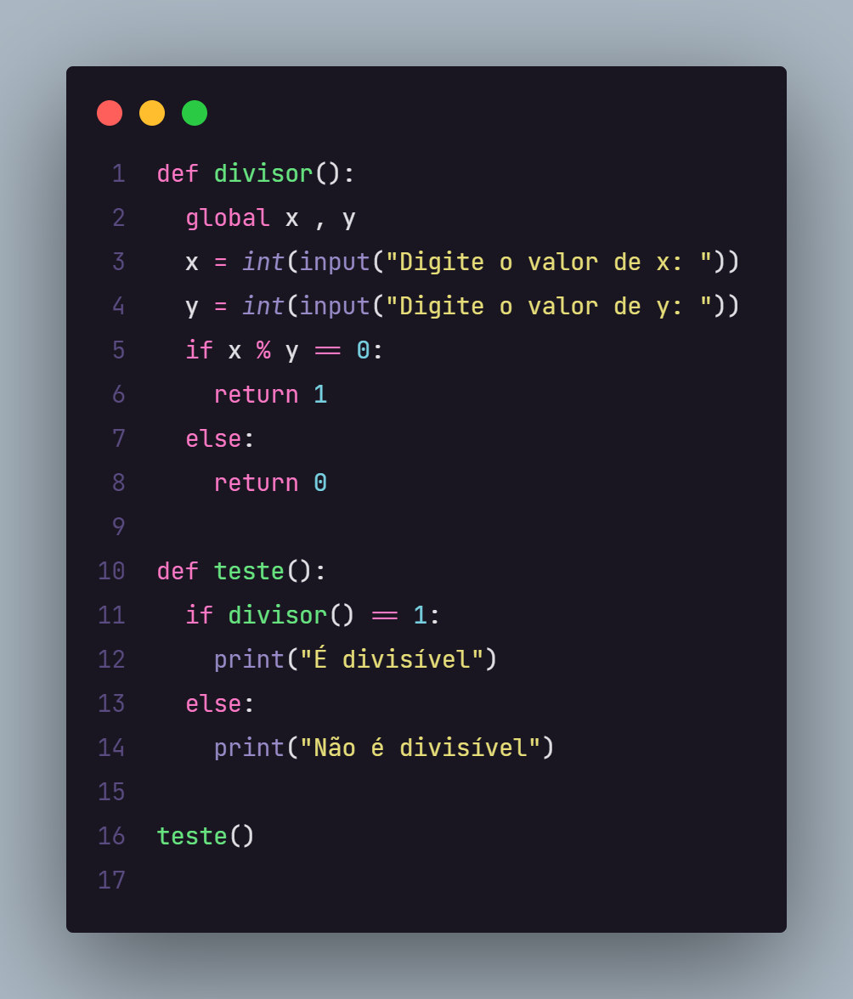 1 def divisor():
2   global x , y
3   x = int(input("Digite o valor de x: "))
4   y = int(input("Digite o valor de y: "))
5   if x % y == 0:
6     return 1
7   else:
8     return 0
9
10 def teste():
11   if divisor() == 1:
12     print("É divisível")
13   else:
14     print("Não é divisível")
15
16 teste()
17